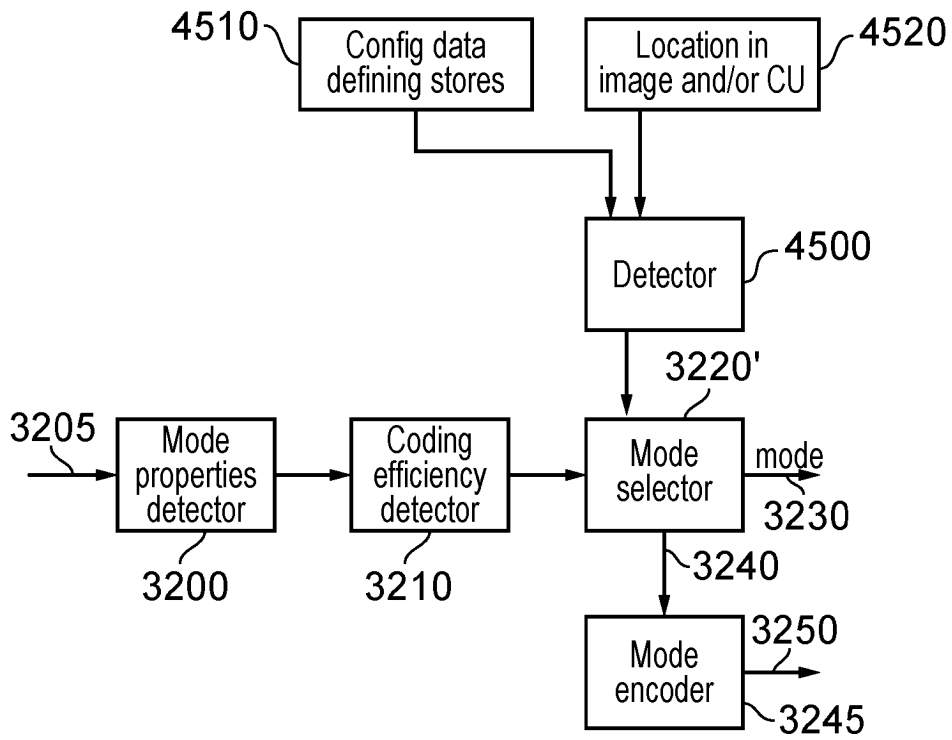 4510
Config data
defining stores
Location in
image and/or CU
4520
Detector
4500
3220'
3205
Mode
properties
detector
3200
Coding
efficiency
detector
3210
Mode
selector
mode
3230
3240
Mode
encoder
3250
3245